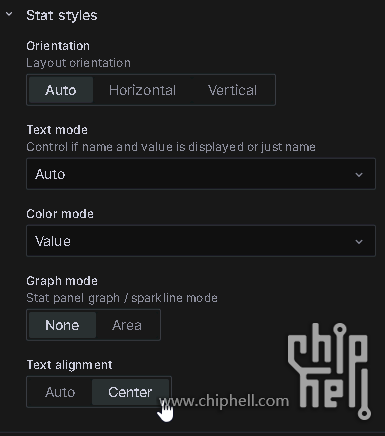 Stat styles
Orientation
Layout orientation
Auto Horizontal Vertical
Text mode
Control if name and value is displayed or just name
Auto
Color mode
Value
Graph mode
Stat panel graph / sparkline mode
None Area
Text alignment
Auto Center
www.chiphell.com
chip
hell